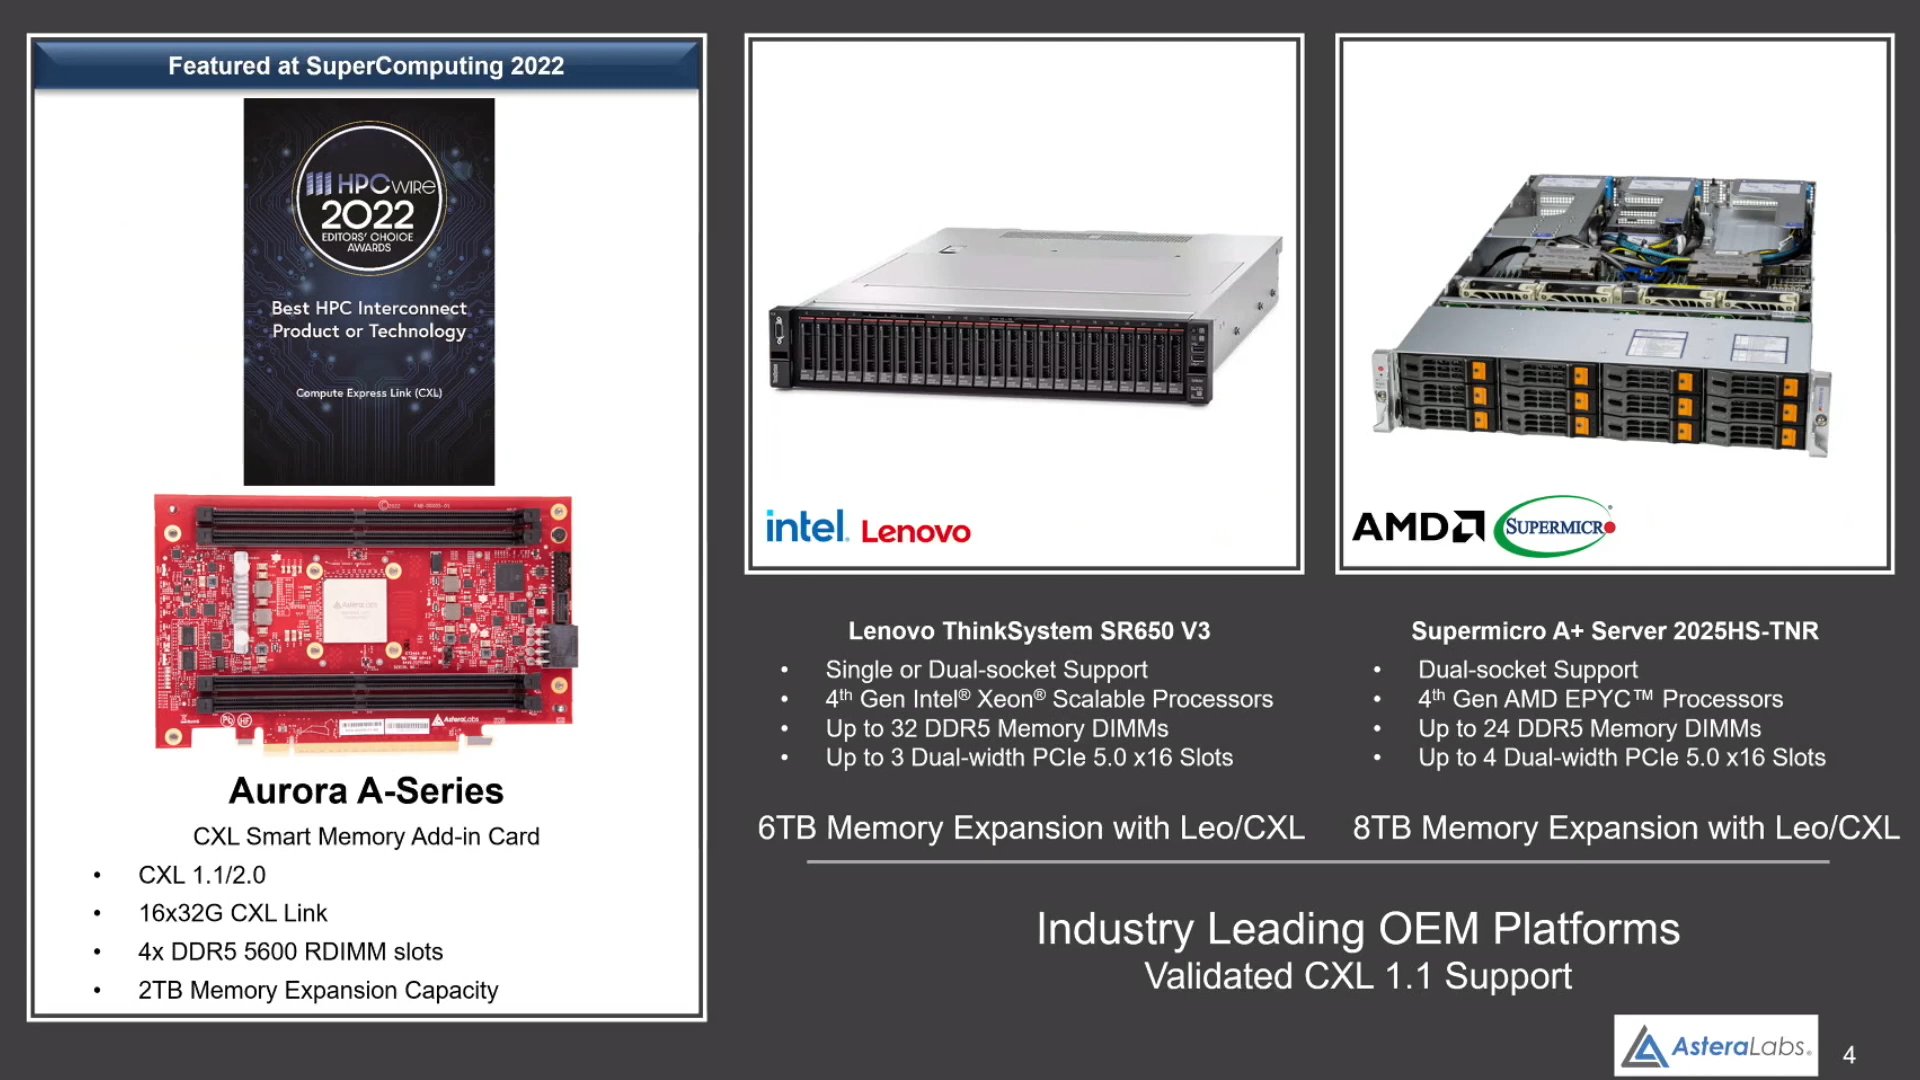 Featured at SuperComputing 2022
HPCwire
2022
EDITORS' CHOICE
AWARDS
Best HPC Interconnect
Product or Technology
Compute Express Link (CXL)
AsteraLabs
Aurora A-Series
CXL Smart Memory Add-in Card
• CXL 1.1/2.0
• 16x32G CXL Link
• 4x DDR5 5600 RDIMM slots
• 2TB Memory Expansion Capacity
intel. Lenovo
Lenovo ThinkSystem SR650 V3
• Single or Dual-socket Support
• 4th Gen Intel® Xeon® Scalable Processors
• Up to 32 DDR5 Memory DIMMs
• Up to 3 Dual-width PCIe 5.0 x16 Slots
6TB Memory Expansion with Leo/CXL
AMD SUPERMICRO
Supermicro A+ Server 2025HS-TNR
• Dual-socket Support
• 4th Gen AMD EPYC™ Processors
• Up to 24 DDR5 Memory DIMMs
• Up to 4 Dual-width PCIe 5.0 x16 Slots
8TB Memory Expansion with Leo/CXL
Industry Leading OEM Platforms
Validated CXL 1.1 Support
AsteraLabs.
4